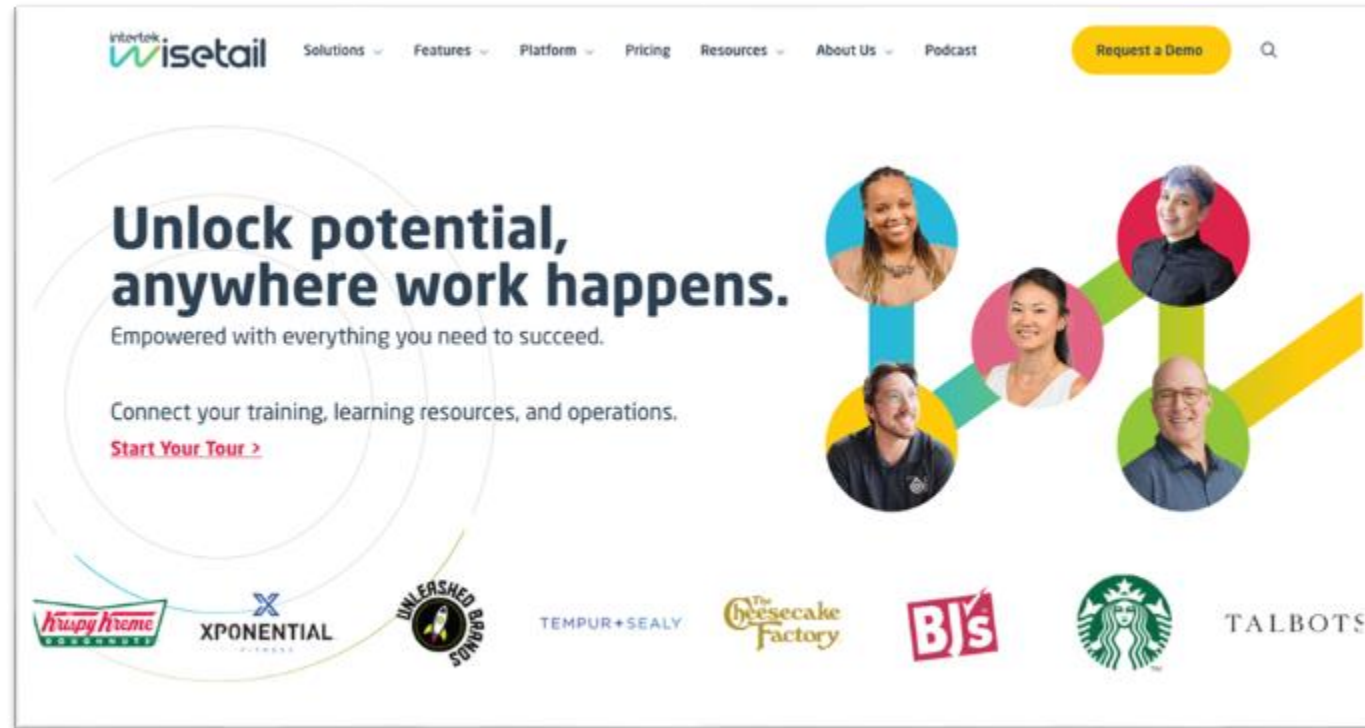 intertek
wisetail
Solutions Features Platform Pricing Resources About Us Podcast
Request a Demo
Unlock potential,
anywhere work happens.
Empowered with everything you need to succeed.
Connect your training, learning resources, and operations.
Start Your Tour >
Krispy Kreme
DOUGHNUTS
XPONENTIAL
FITNESS
UNLEASHED BRANDS
TEMPUR+SEALY
The
Cheesecake
Factory
BJ's
TALBOTS